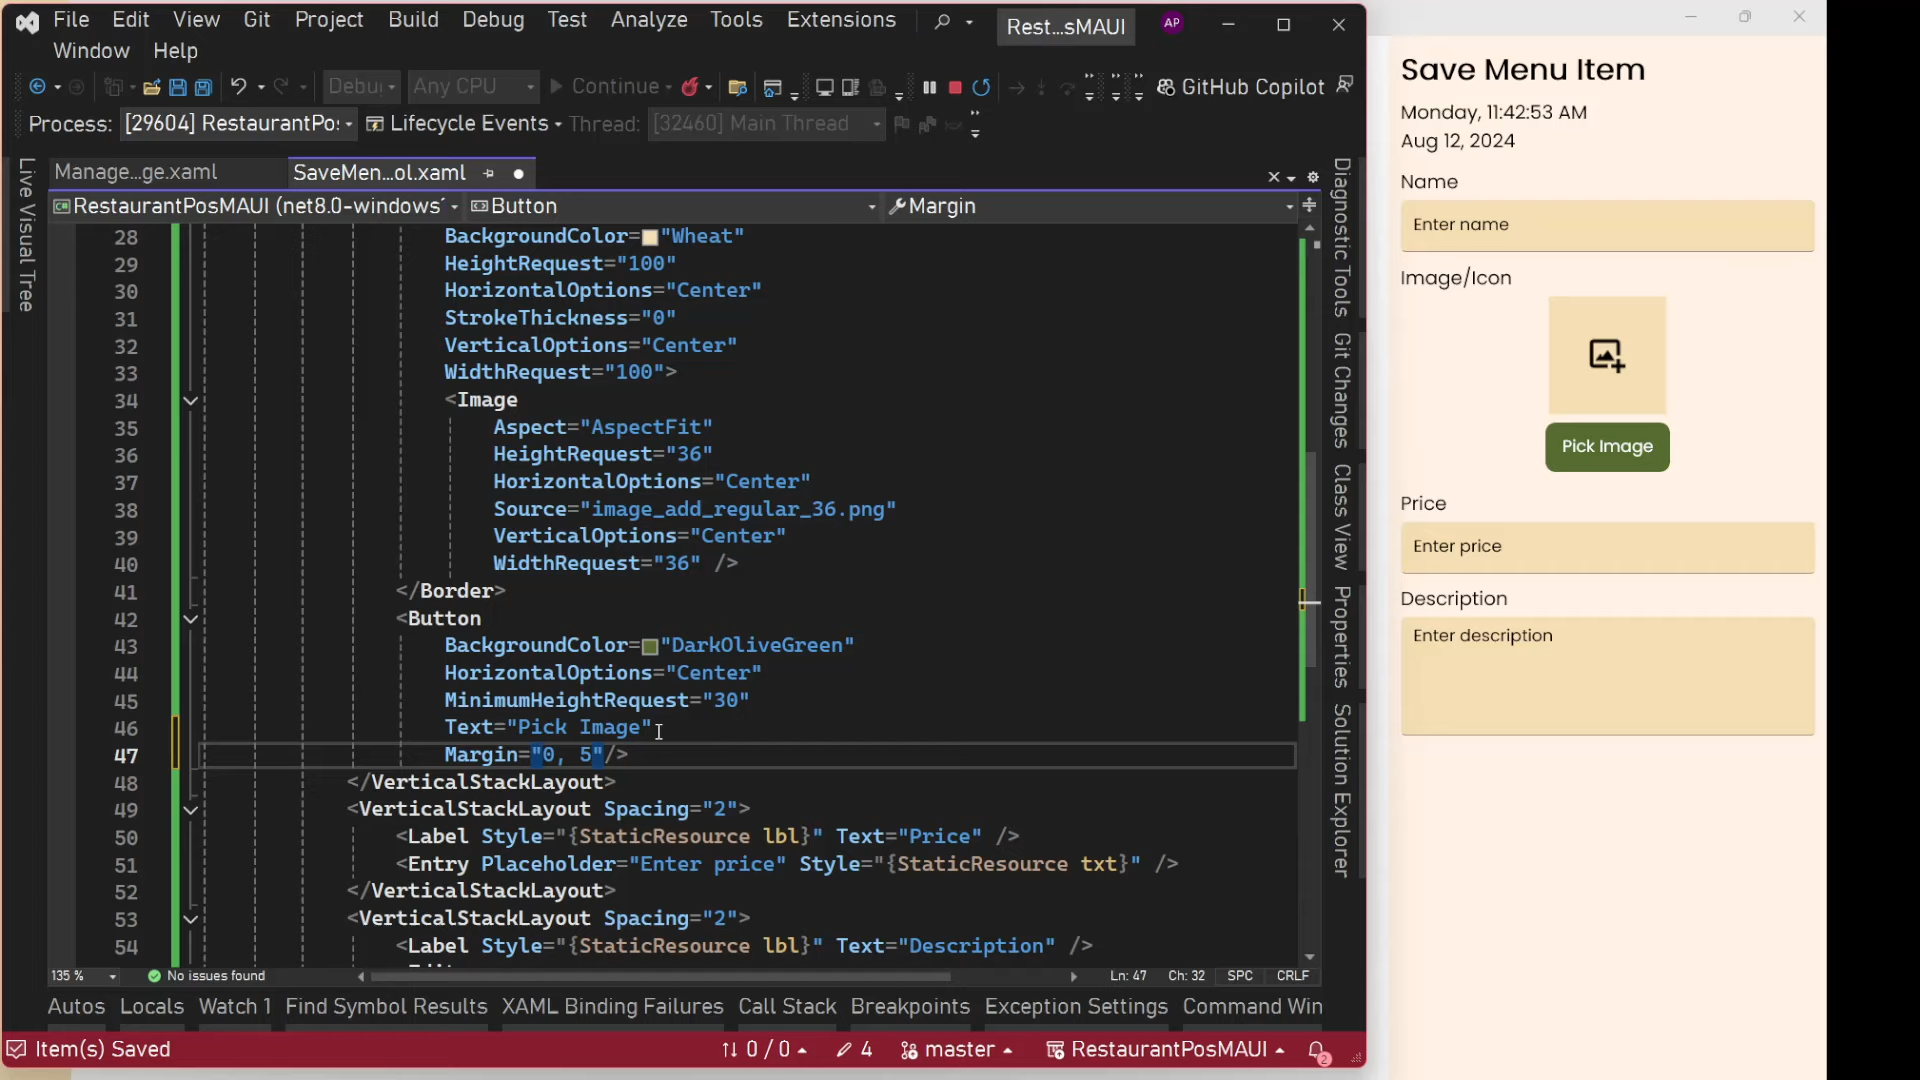 File Edit View Git Project Build Debug Test Analyze Tools Extensions Rest...sMAUI AP
Window Help
Debug Any CPU Continue GitHub Copilot
Process: [29604] RestaurantPo Lifecycle Events Thread: [32460] Main Thread
Manage...ge.xaml SaveMen...ol.xaml
RestaurantPosMAUI (net8.0-windows Button Margin
28 BackgroundColor="Wheat"
29 HeightRequest="100"
30 HorizontalOptions="Center"
31 StrokeThickness="0"
32 VerticalOptions="Center"
33 WidthRequest="100">
34 <Image
35 Aspect="AspectFit"
36 HeightRequest="36"
37 HorizontalOptions="Center"
38 Source="image_add_regular_36.png"
39 VerticalOptions="Center"
40 WidthRequest="36" />
41 </Border>
42 <Button
43 BackgroundColor="DarkOliveGreen"
44 HorizontalOptions="Center"
45 MinimumHeightRequest="30"
46 Text="Pick Image"
47 Margin="0, 5"/>
48 </VerticalStackLayout>
49 <VerticalStackLayout Spacing="2">
50 <Label Style="{StaticResource lbl}" Text="Price" />
51 <Entry Placeholder="Enter price" Style="{StaticResource txt}" />
52 </VerticalStackLayout>
53 <VerticalStackLayout Spacing="2">
54 <Label Style="{StaticResource lbl}" Text="Description" />
135 % No issues found Ln: 47 Ch: 32 SPC CRLF
Autos Locals Watch 1 Find Symbol Results XAML Binding Failures Call Stack Breakpoints Exception Settings Command Win
Item(s) Saved 0 / 0 4 master RestaurantPosMAUI 2
Live Visual Tree
Diagnostic Tools
Git Changes
Class View
Properties
Solution Explorer
Save Menu Item
Monday, 11:42:53 AM
Aug 12, 2024
Name
Enter name
Image/Icon
Pick Image
Price
Enter price
Description
Enter description